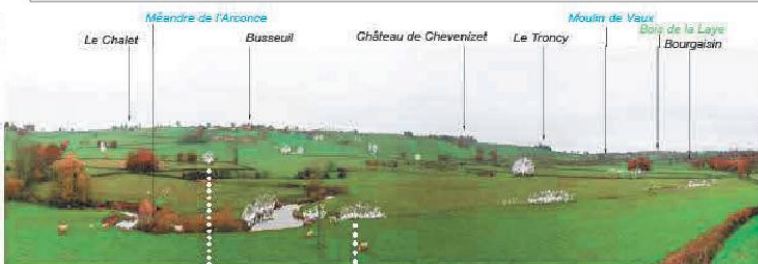 Méandre de l'Arconce
Moulin de Vaux
Bois de la Laye
Le Chalet
Busseuil
Château de Chevenizet
Le Troncy
Bourgaisin